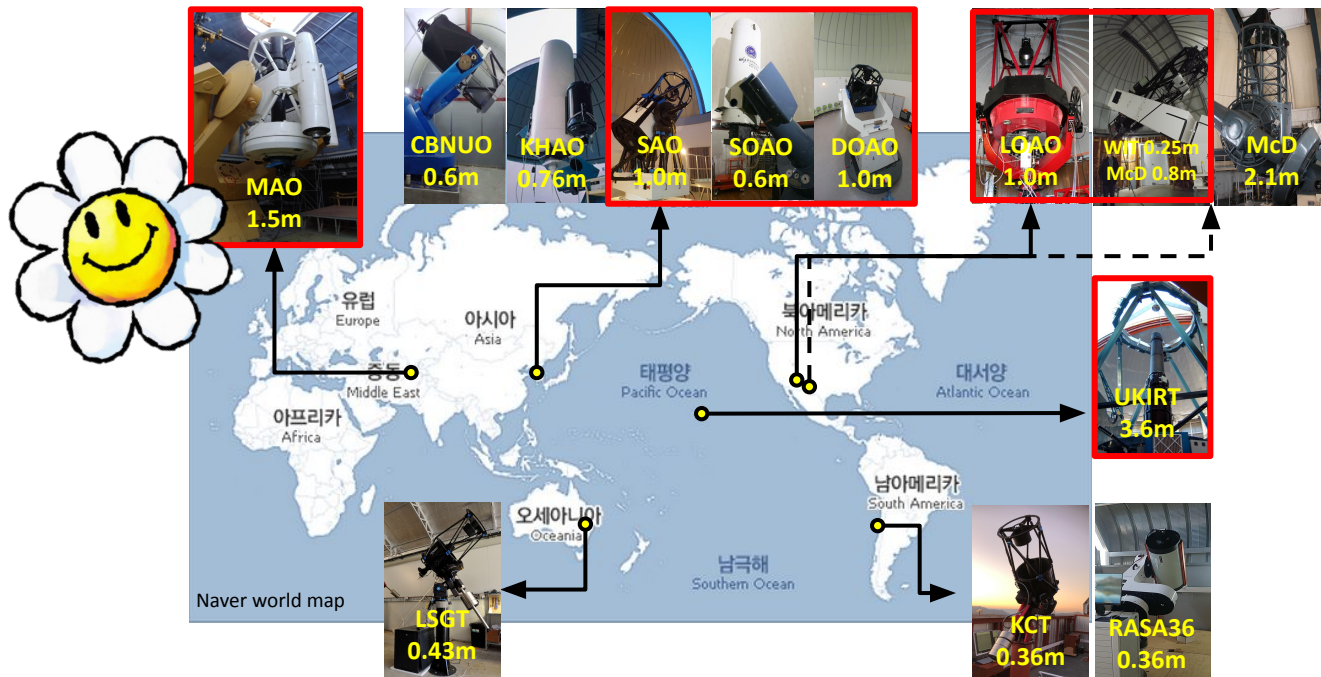 MAO
1.5m
CBNUO
0.6m
KHAO
0.76m
SAO
1.0m
SOAO
0.6m
DOAO
1.0m
LOAO
1.0m
WIT 0.25m
McD 0.8m
McD
2.1m
유럽
Europe
아시아
Asia
중동
Middle East
아프리카
Africa
태평양
Pacific Ocean
북아메리카
North America
대서양
Atlantic Ocean
UKIRT
3.6m
오세아니아
Oceania
남아메리카
South America
남극해
Southern Ocean
Naver world map
LSGT
0.43m
KCT
0.36m
RASA36
0.36m